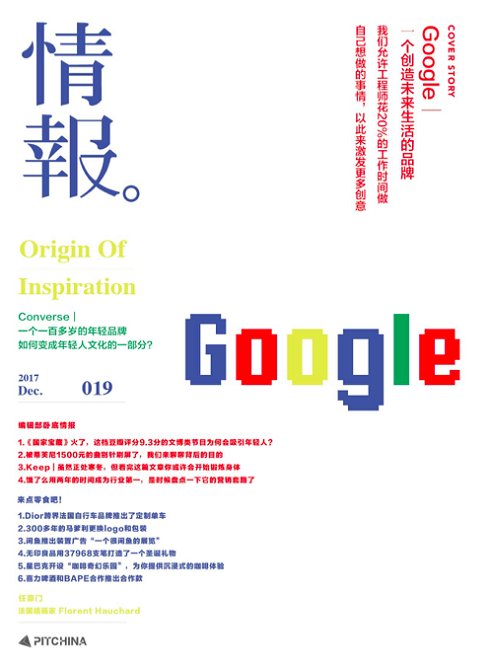 情報。
COVER STORY
Google｜
一个创造未来生活的品牌
我们允许工程师花20%的工作时间做
自己想做的事情，以此来激发更多创意
Origin Of
Inspiration
Converse｜
一个一百多岁的年轻品牌
如何变成年轻人文化的一部分？
Google
2017
Dec.
019
编辑部卧底情报
1.《国家宝藏》火了，这档豆瓣评分9.3分的文博类节目为何会吸引年轻人？
2.被蒂芙尼1500元的曲别针刷屏了，我们来聊聊背后的目的
3.Keep｜虽然正处寒冬，但看完这篇文章你或许会开始锻炼身体
4.饿了么用两年的时间成为行业第一，是时候盘点一下它的营销套路了
来点零食吧！
1.Dior跨界法国自行车品牌推出了定制单车
2.300多年的马爹利更换logo和包装
3.闲鱼推出装置广告“一个很闲鱼的展览”
4.无印良品用37968支笔打造了一个圣诞礼物
5.星巴克开设“咖啡奇幻乐园”，为你提供沉浸式的咖啡体验
6.喜力啤酒和BAPE合作推出合作款
任意门
法国插画家 Florent Hauchard
PITCHINA